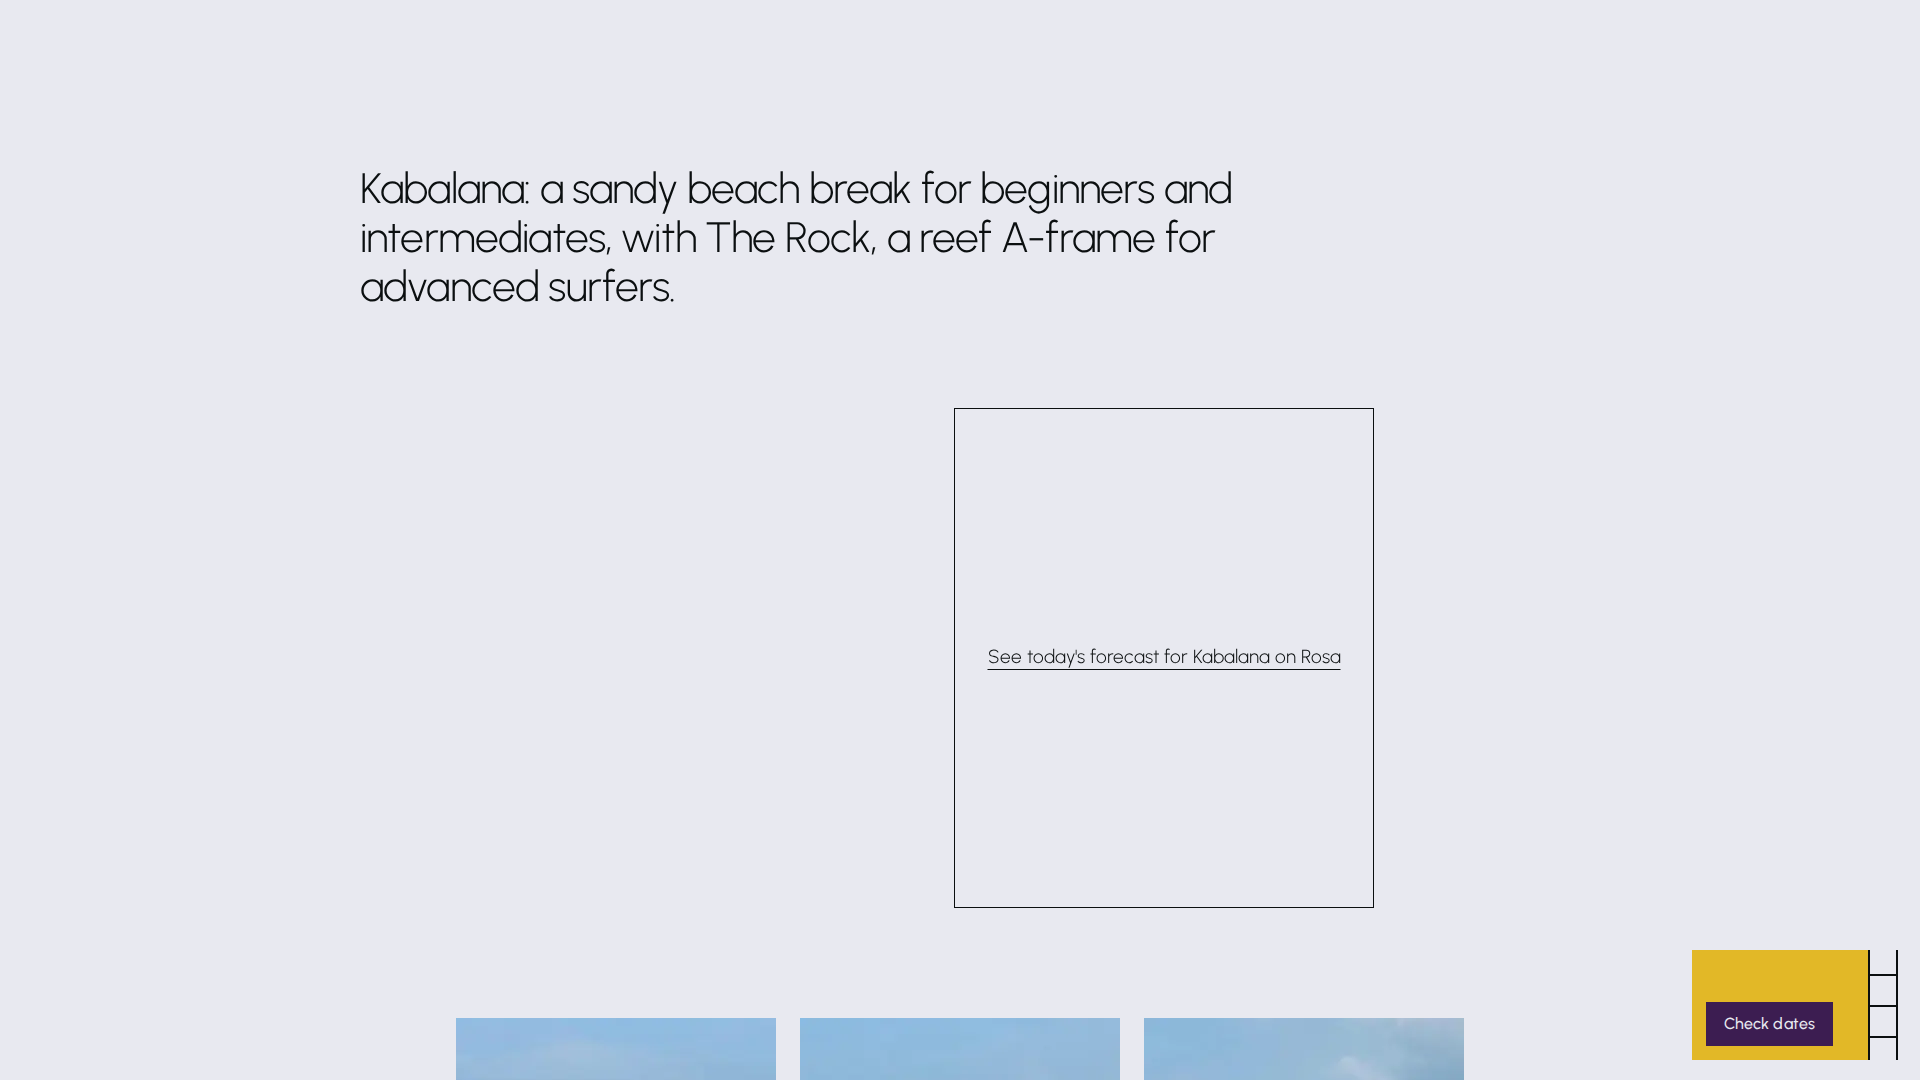 Kabalana: a sandy beach break for beginners and
intermediates, with The Rock, a reef A-frame for
advanced surfers.
See today's forecast for Kabalana on Rosa
Check dates